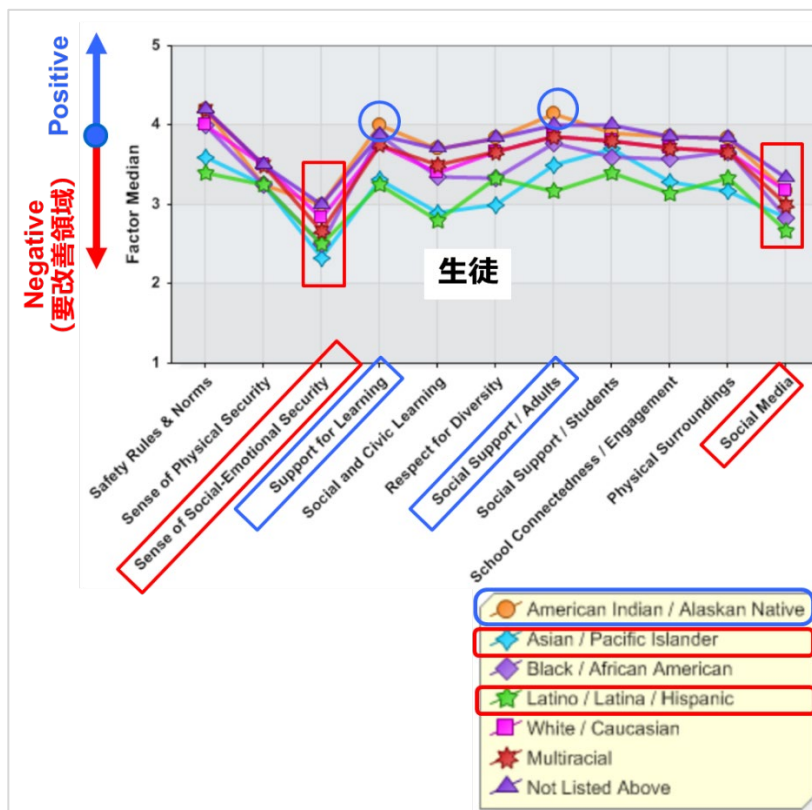 Positive
Negative
(要改善領域)
Factor Median
5
4
3
2
1
生徒
Safety Rules & Norms
Sense of Physical Security
Sense of Social-Emotional Security
Support for Learning
Social and Civic Learning
Respect for Diversity
Social Support / Adults
Social Support / Students
School Connectedness / Engagement
Physical Surroundings
Social Media
American Indian / Alaskan Native
Asian / Pacific Islander
Black / African American
Latino / Latina / Hispanic
White / Caucasian
Multiracial
Not Listed Above